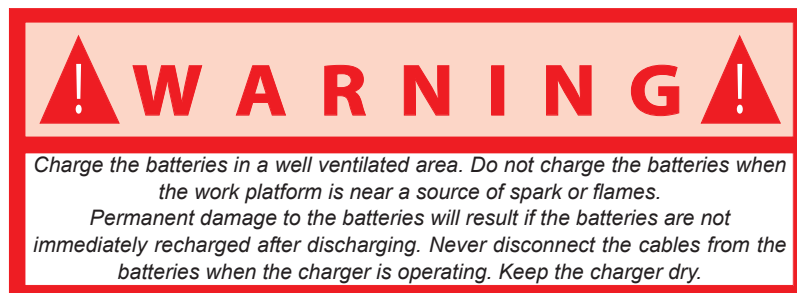 ! WARNING !
Charge the batteries in a well ventilated area. Do not charge the batteries when
the work platform is near a source of spark or flames.
Permanent damage to the batteries will result if the batteries are not
immediately recharged after discharging. Never disconnect the cables from the
batteries when the charger is operating. Keep the charger dry.